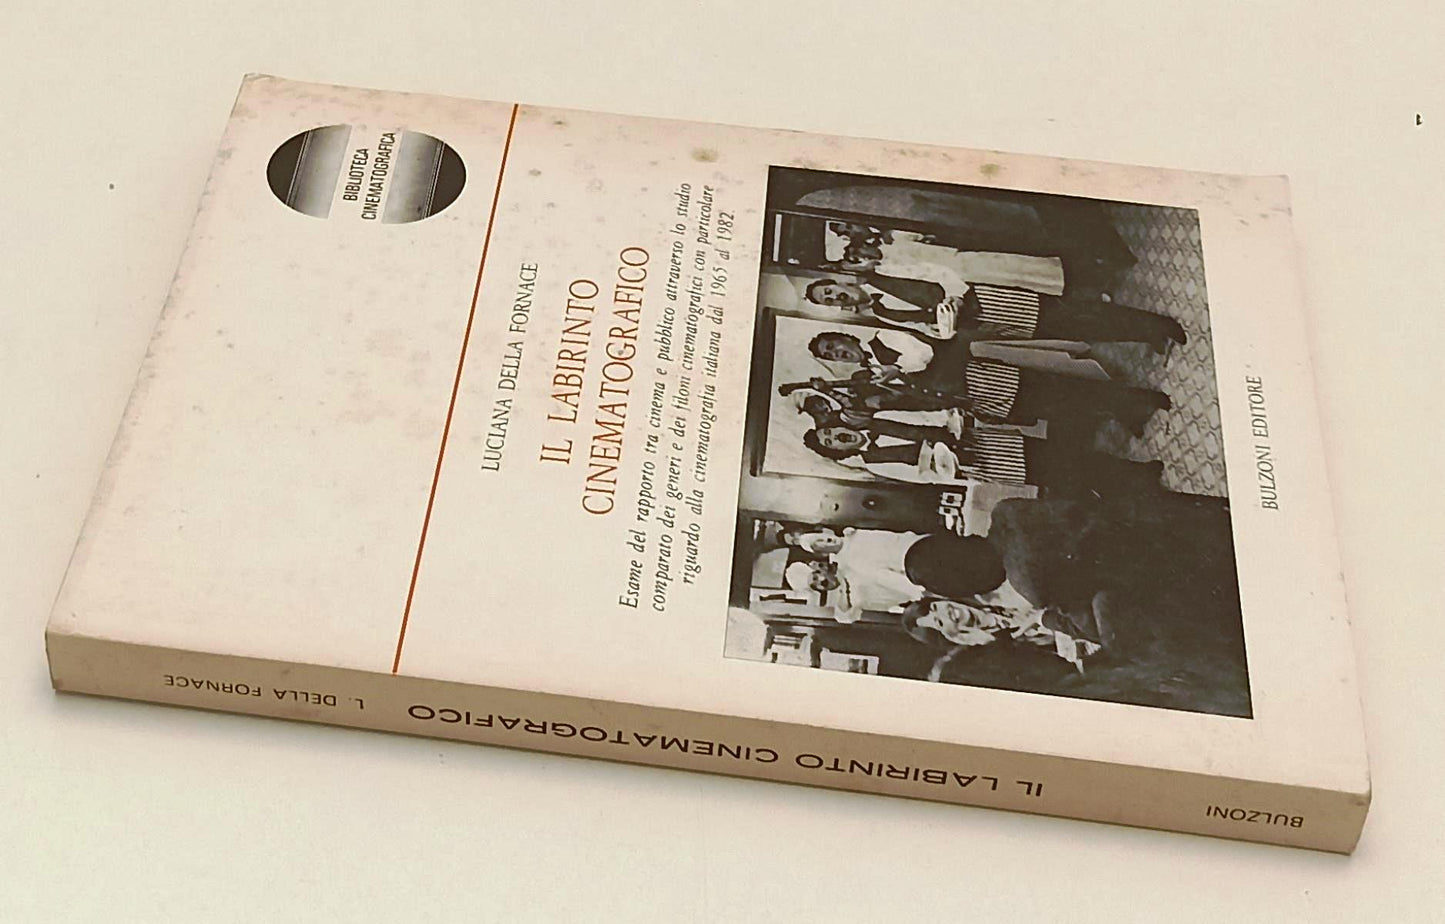 BIBLIOTECA
CINEMATOGRAFICA
LUCIANA DELLA FORNACE
IL LABIRINTO
CINEMATOGRAFICO
Esame del rapporto tra cinema e pubblico attraverso lo studio
comparato dei generi e dei filoni cinematografici con particolare
riguardo alla cinematografia italiana dal 1965 al 1982.
BULZONI EDITORE
L. DELLA FORNACE
IL LABIRINTO CINEMATOGRAFICO
BULZONI